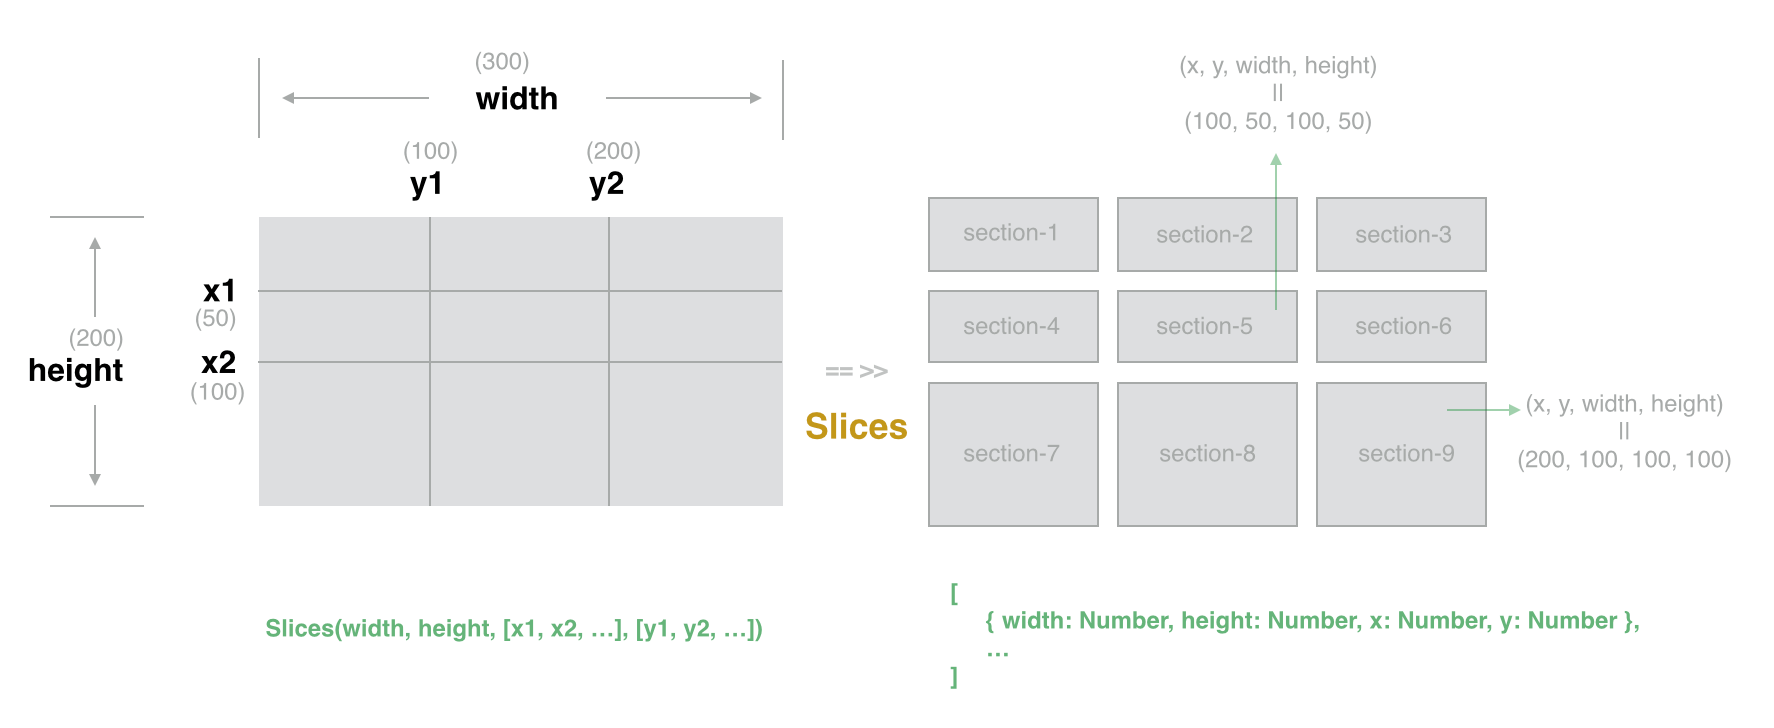 (300)
width
(100)
y1
(200)
y2
x1
(50)
x2
(100)
(200)
height
== >>
Slices
(x, y, width, height)
||
(100, 50, 100, 50)
section-1
section-2
section-3
section-4
section-5
section-6
section-7
section-8
section-9
(x, y, width, height)
||
(200, 100, 100, 100)
Slices(width, height, [x1, x2, …], [y1, y2, …])
[
{ width: Number, height: Number, x: Number, y: Number },
…
]